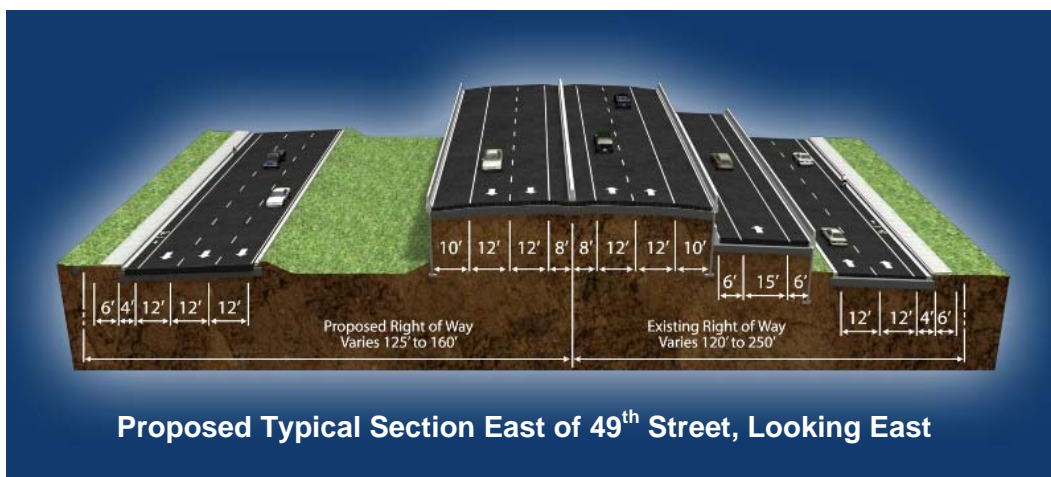 10’ 12’ 12’ 8’ 8’ 12’ 12’ 10’
6’ 15’ 6’
6’ 4’ 12’ 12’ 12’
12’ 12’ 4’ 6’
Proposed Right of Way
Varies 125’ to 160’
Existing Right of Way
Varies 120’ to 250’
Proposed Typical Section East of 49th Street, Looking East